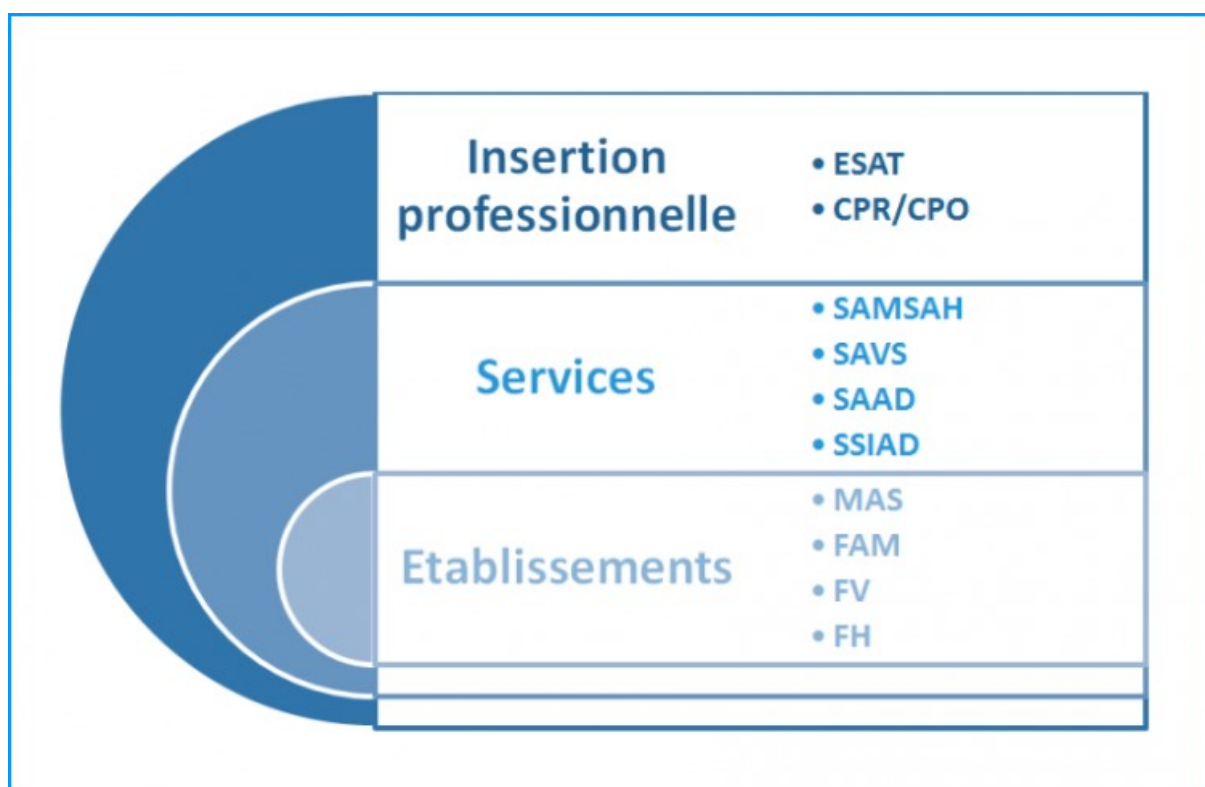 Insertion
professionnelle
• ESAT
• CPR/CPO
Services
• SAMSAH
• SAVS
• SAAD
• SSIAD
Etablissements
• MAS
• FAM
• FV
• FH